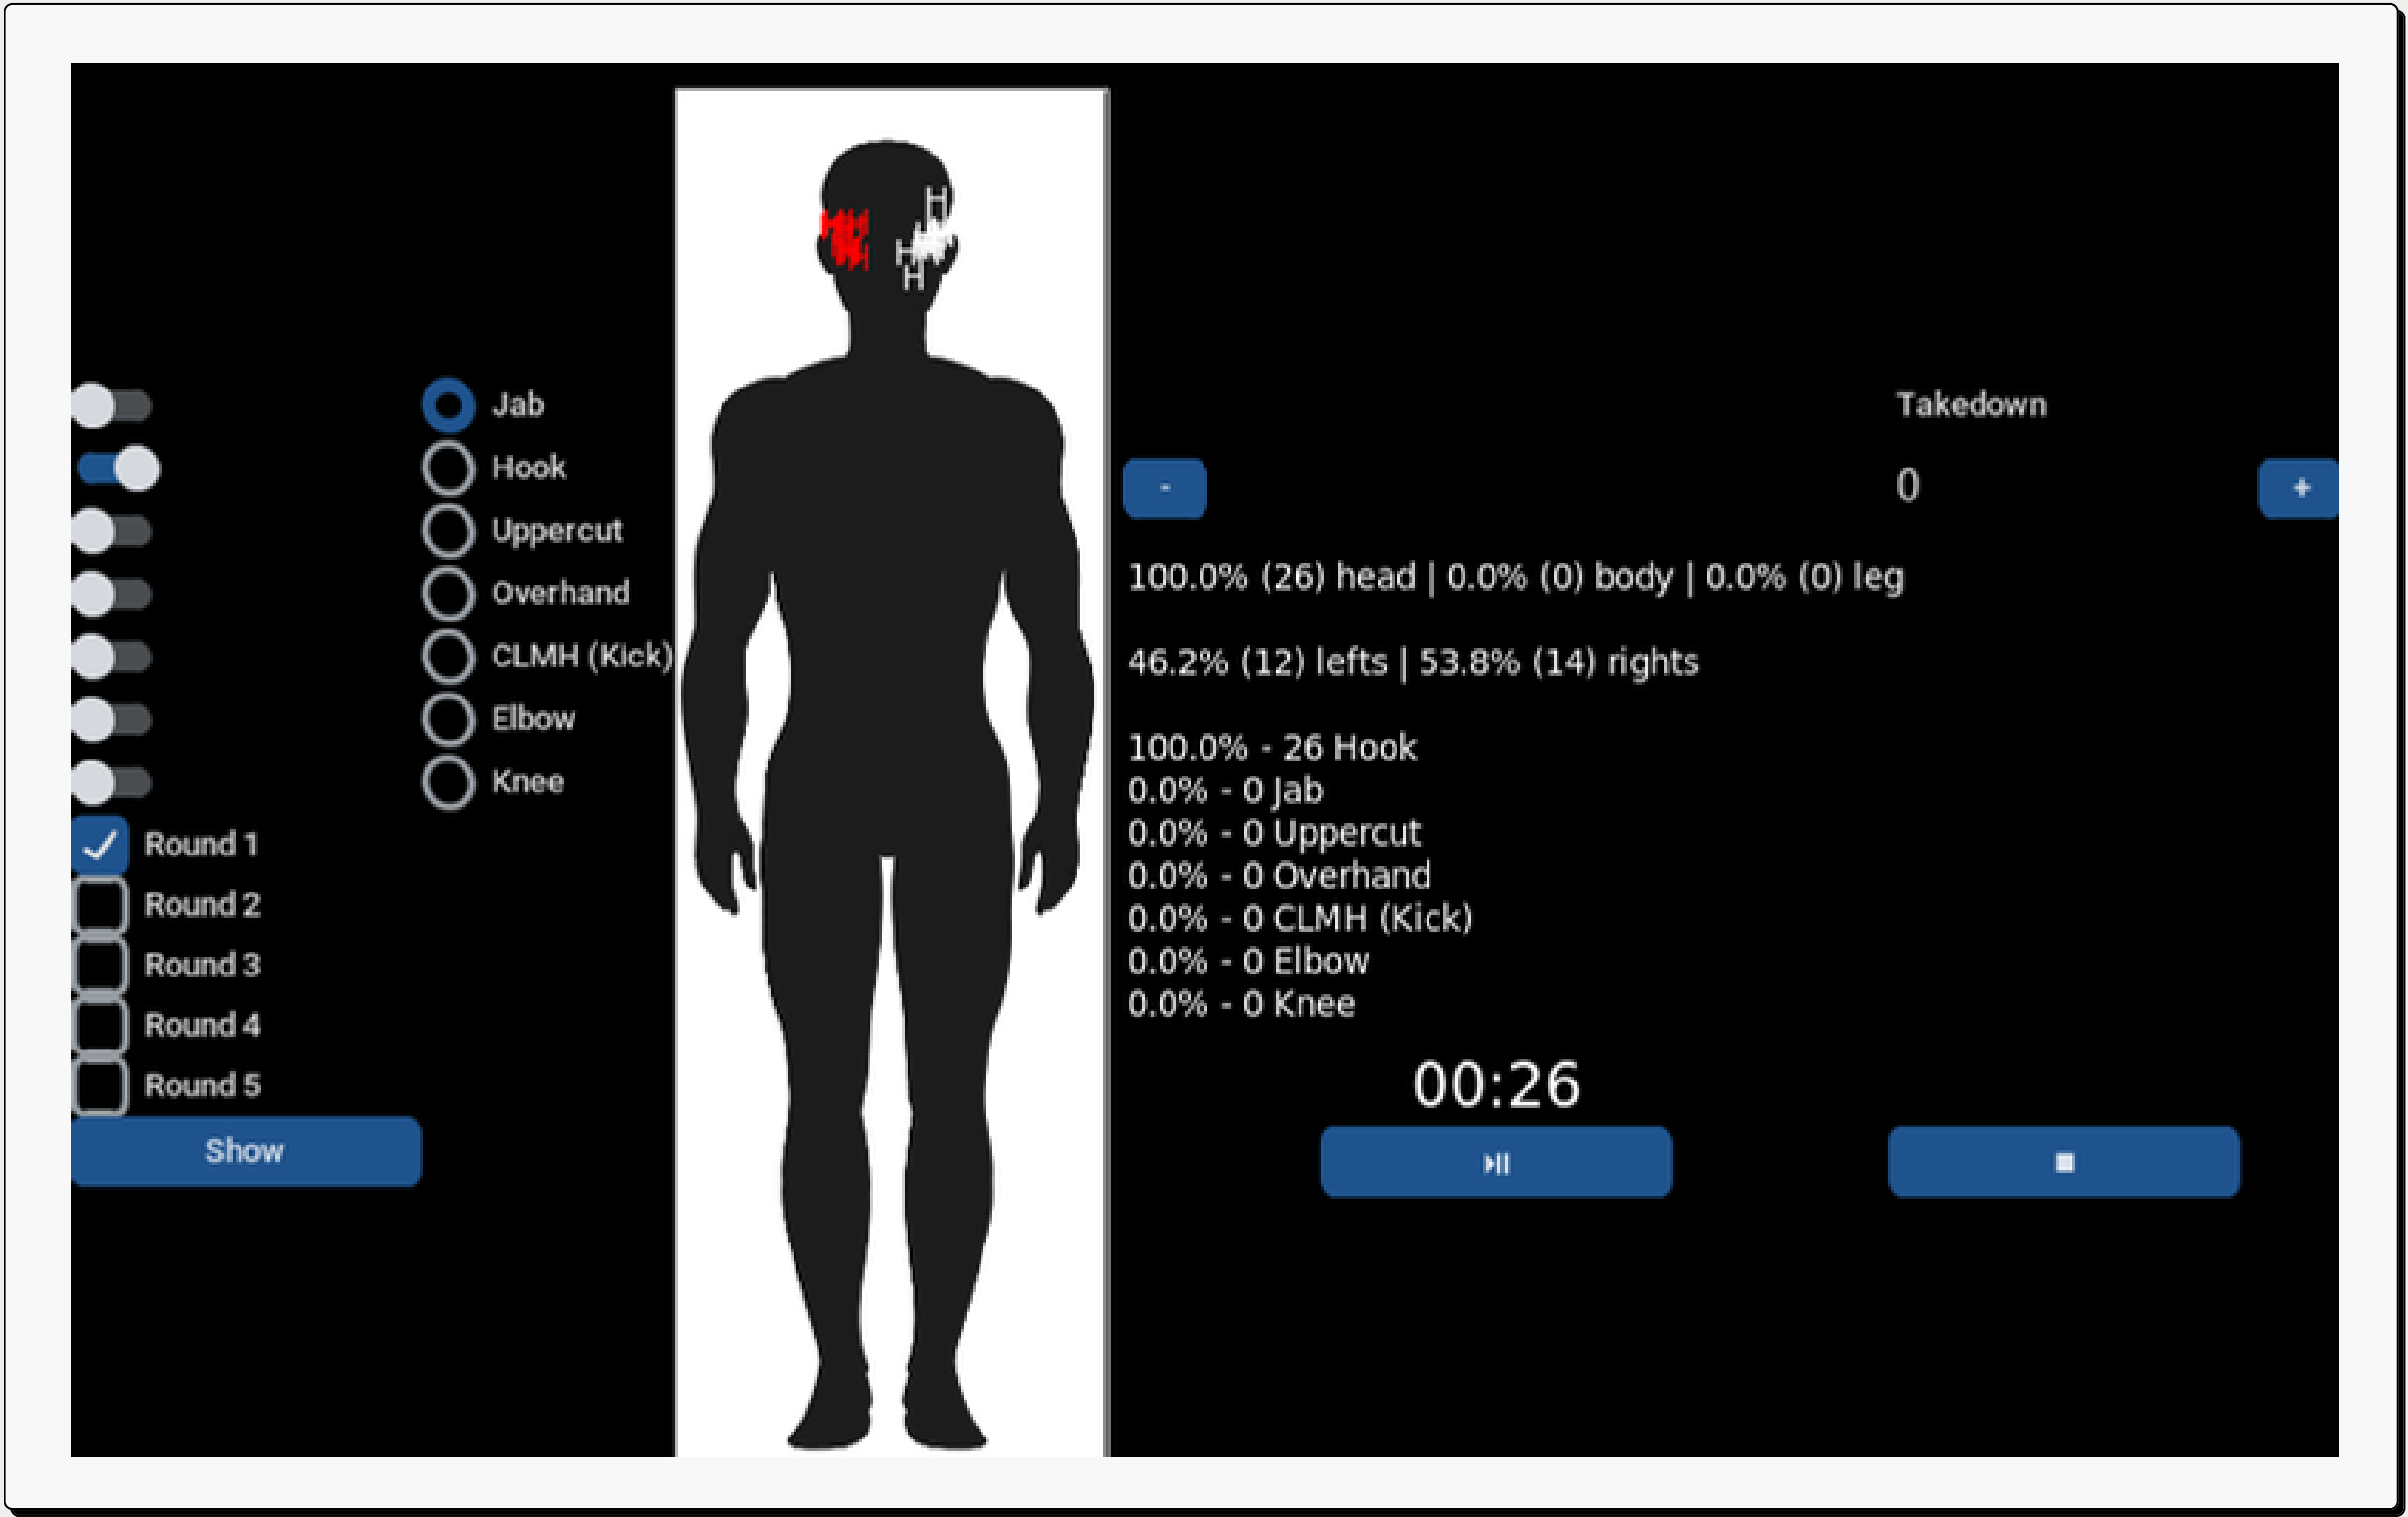 H
H
H
Jab
Hook
Uppercut
Overhand
CLMH (Kick)
Elbow
Knee
Round 1
Round 2
Round 3
Round 4
Round 5
Show
Takedown
- 0 +
100.0% (26) head | 0.0% (0) body | 0.0% (0) leg
46.2% (12) lefts | 53.8% (14) rights
100.0% - 26 Hook
0.0% - 0 Jab
0.0% - 0 Uppercut
0.0% - 0 Overhand
0.0% - 0 CLMH (Kick)
0.0% - 0 Elbow
0.0% - 0 Knee
00:26